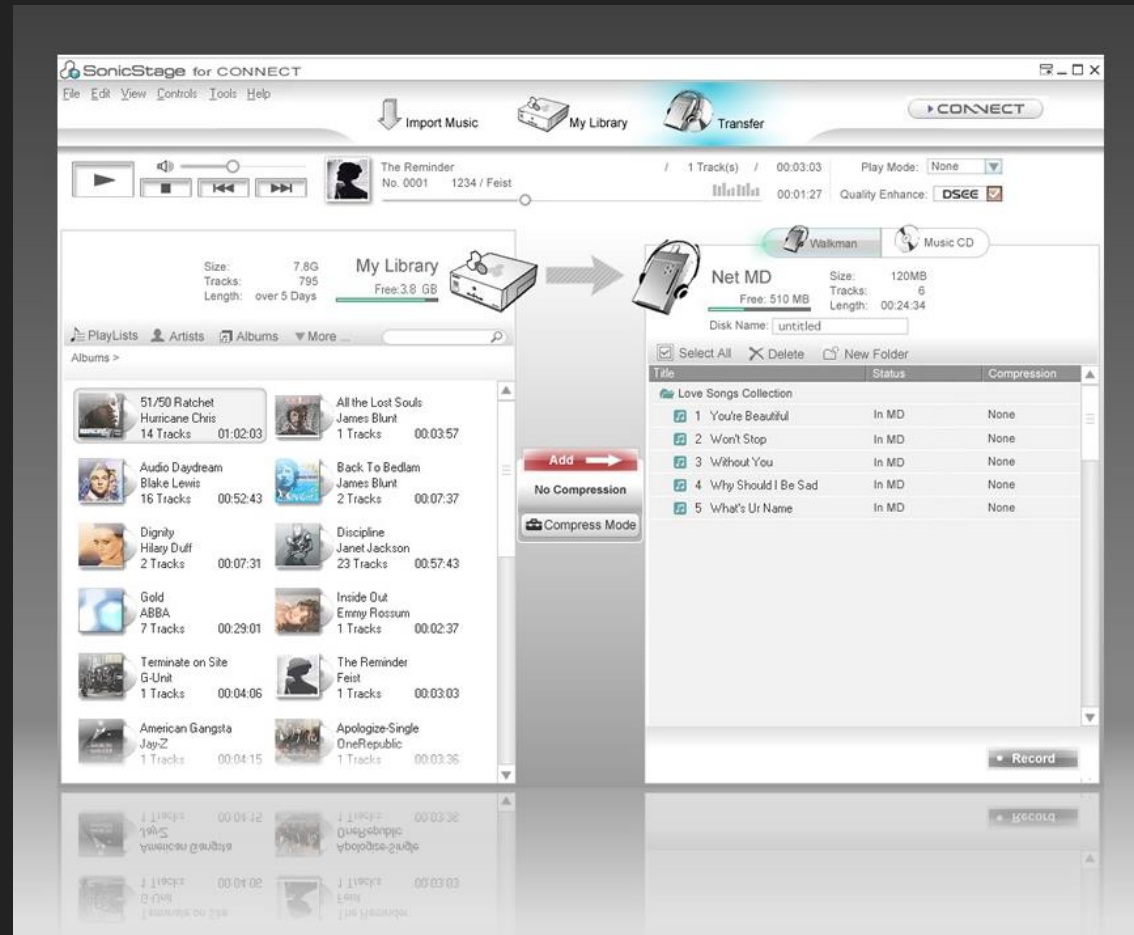 SonicStage for CONNECT
File Edit View Controls Tools Help
Import Music
My Library
Transfer
CONNECT
The Reminder
No. 0001 1234 / Feist
/ 1 Track(s) / 00:03:03
00:01:27
Play Mode: None
Quality Enhance: DSEE
Size: 7.8G
Tracks: 795
Length: over 5 Days
My Library
Free:3.8 GB
PlayLists Artists Albums More ...
Albums >
51/50 Ratchet
Hurricane Chris
14 Tracks 01:02:03
All the Lost Souls
James Blunt
1 Tracks 00:03:57
Audio Daydream
Blake Lewis
16 Tracks 00:52:43
Back To Bedlam
James Blunt
2 Tracks 00:07:37
Dignity
Hilary Duff
2 Tracks 00:07:31
Discipline
Janet Jackson
23 Tracks 00:57:43
Gold
ABBA
7 Tracks 00:29:01
Inside Out
Emmy Rossum
1 Tracks 00:02:37
Terminate on Site
G-Unit
1 Tracks 00:04:06
The Reminder
Feist
1 Tracks 00:03:03
American Gangsta
Jay-Z
1 Tracks 00:04:15
Apologize-Single
OneRepublic
1 Tracks 00:03:36
Add
No Compression
Compress Mode
Walkman
Music CD
Net MD
Free: 510 MB
Size: 120MB
Tracks: 6
Length: 00:24:34
Disk Name: untitled
Select All Delete New Folder
Title Status Compression
Love Songs Collection
1 You're Beautiful In MD None
2 Won't Stop In MD None
3 Without You In MD None
4 Why Should I Be Sad In MD None
5 What's Ur Name In MD None
Record